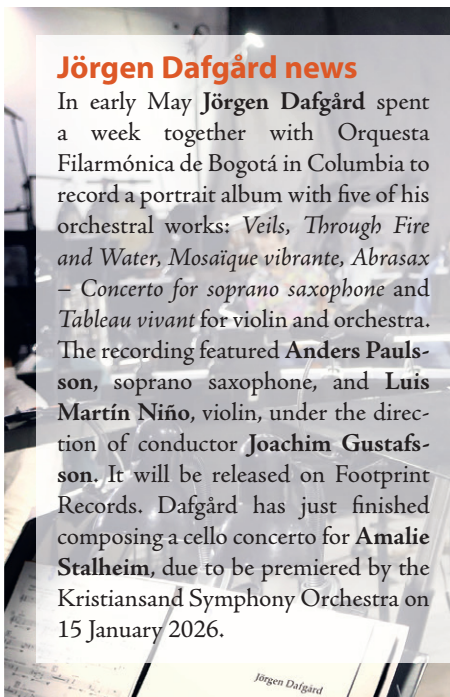 Jörgen Dafgård news
In early May Jörgen Dafgård spent
a week together with Orquesta
Filarmónica de Bogotá in Columbia to
record a portrait album with five of his
orchestral works: Veils, Through Fire
and Water, Mosaïque vibrante, Abrasax
– Concerto for soprano saxophone and
Tableau vivant for violin and orchestra.
The recording featured Anders Pauls-
son, soprano saxophone, and Luis
Martín Niño, violin, under the direc-
tion of conductor Joachim Gustafs-
son. It will be released on Footprint
Records. Dafgård has just finished
composing a cello concerto for Amalie
Stalheim, due to be premiered by the
Kristiansand Symphony Orchestra on
15 January 2026.
Jörgen Dafgård